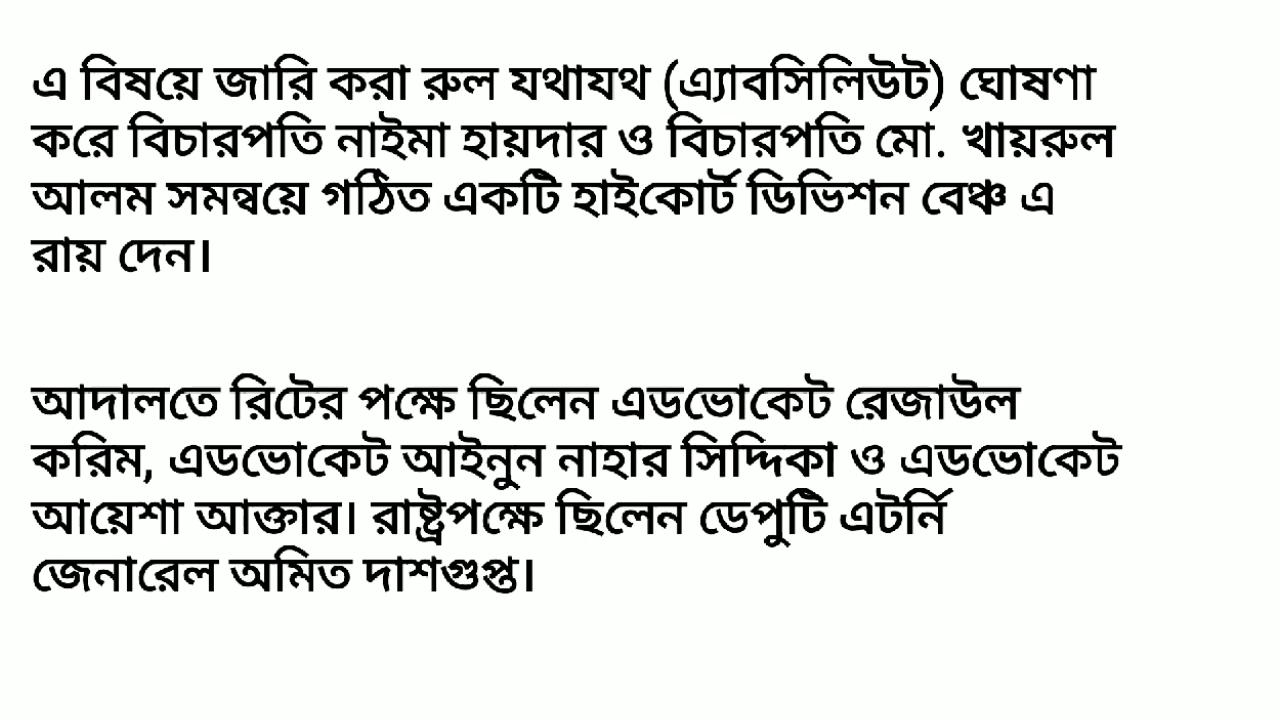 এ বিষয়ে জারি করা রুল যথাযথ (এ্যাবসিলিউট) ঘোষণা
করে বিচারপতি নাইমা হায়দার ও বিচারপতি মো. খায়রুল
আলম সমন্বয়ে গঠিত একটি হাইকোর্ট ডিভিশন বেঞ্চ এ
রায় দেন।
আদালতে রিটের পক্ষে ছিলেন এডভোকেট রেজাউল
করিম, এডভোকেট আইনুন নাহার সিদ্দিকা ও এডভোকেট
আয়েশা আক্তার। রাষ্ট্রপক্ষে ছিলেন ডেপুটি এটর্নি
জেনারেল অমিত দাশগুপ্ত।